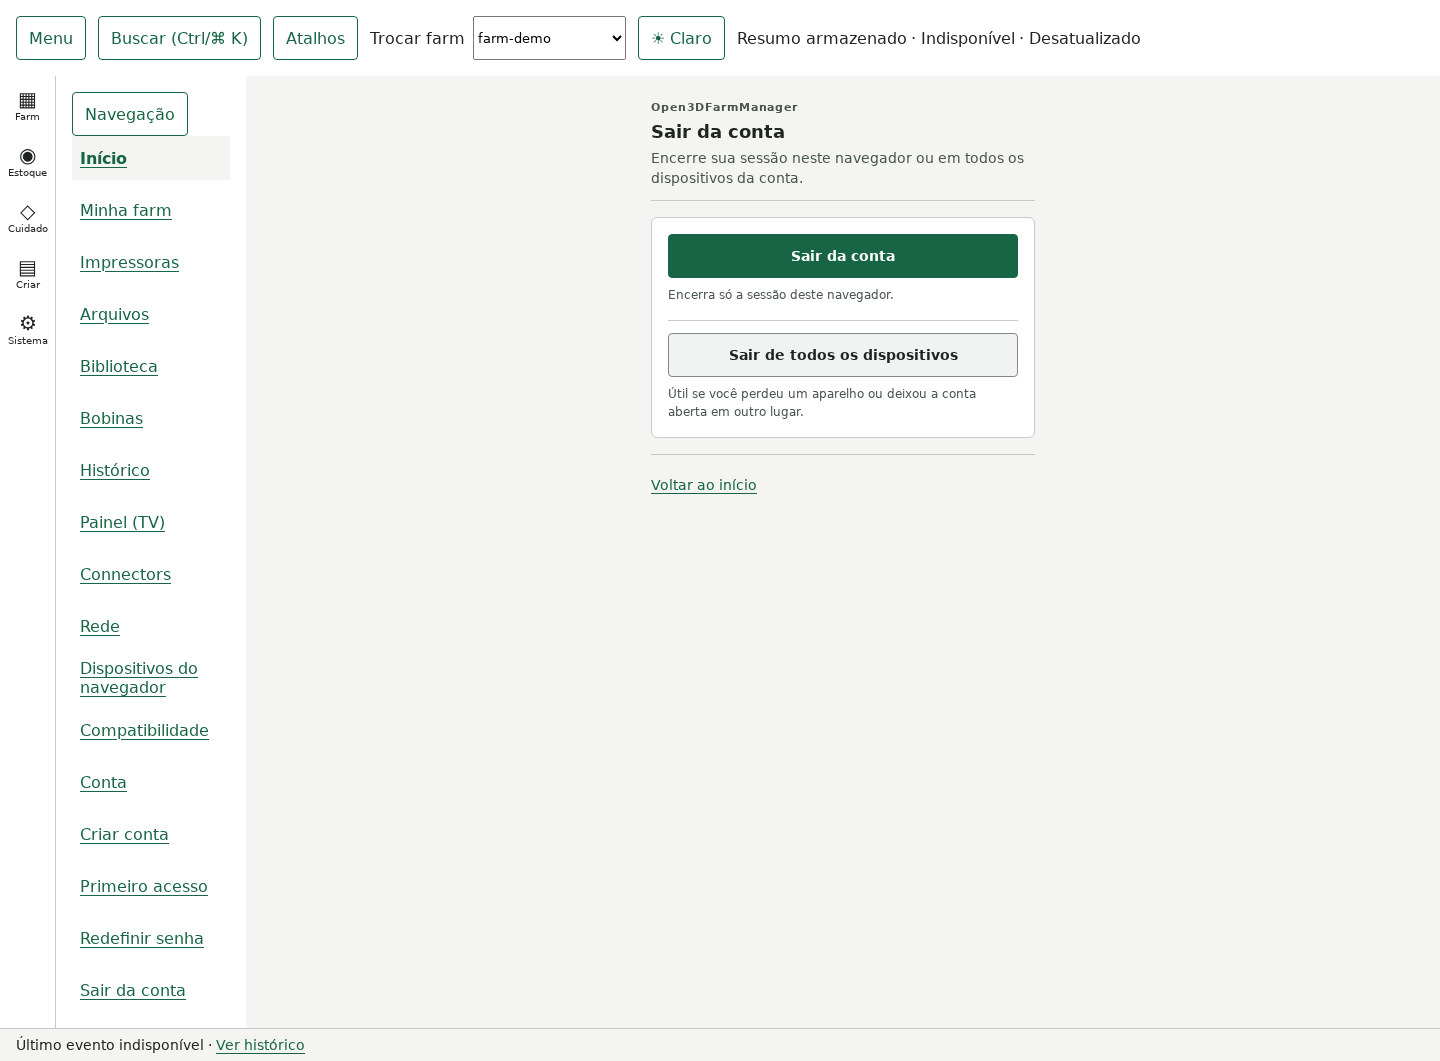 Menu
Buscar (Ctrl/⌘ K)
Atalhos
Trocar farm
farm-demo
☀ Claro
Resumo armazenado · Indisponível · Desatualizado
Farm
Estoque
Cuidado
Criar
Sistema
Navegação
Início
Minha farm
Impressoras
Arquivos
Biblioteca
Bobinas
Histórico
Painel (TV)
Connectors
Rede
Dispositivos do
navegador
Compatibilidade
Conta
Criar conta
Primeiro acesso
Redefinir senha
Sair da conta
Open3DFarmManager
Sair da conta
Encerre sua sessão neste navegador ou em todos os
dispositivos da conta.
Sair da conta
Encerra só a sessão deste navegador.
Sair de todos os dispositivos
Útil se você perdeu um aparelho ou deixou a conta
aberta em outro lugar.
Voltar ao início
Último evento indisponível · Ver histórico